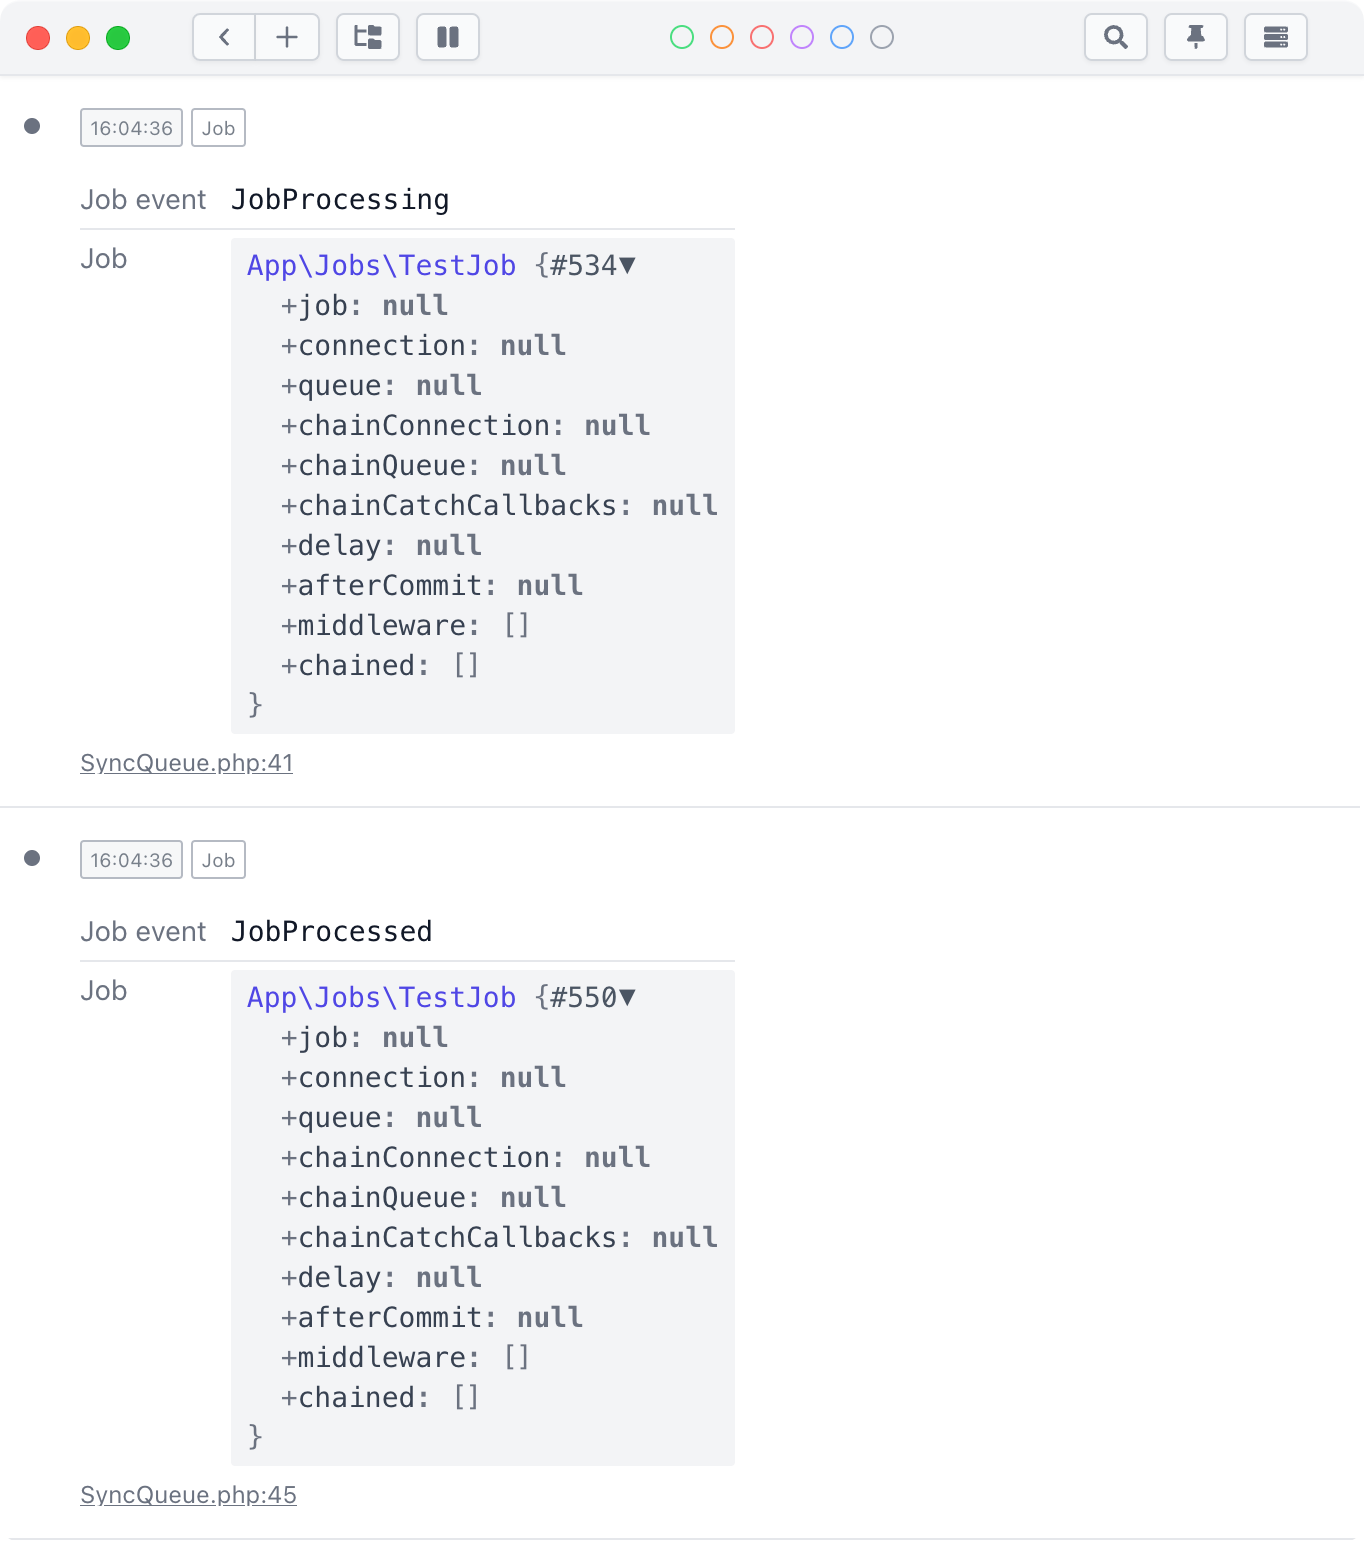 16:04:36 Job
Job event JobProcessing
Job App\Jobs\TestJob {#534▼
+job: null
+connection: null
+queue: null
+chainConnection: null
+chainQueue: null
+chainCatchCallbacks: null
+delay: null
+afterCommit: null
+middleware: []
+chained: []
}
SyncQueue.php:41
16:04:36 Job
Job event JobProcessed
Job App\Jobs\TestJob {#550▼
+job: null
+connection: null
+queue: null
+chainConnection: null
+chainQueue: null
+chainCatchCallbacks: null
+delay: null
+afterCommit: null
+middleware: []
+chained: []
}
SyncQueue.php:45